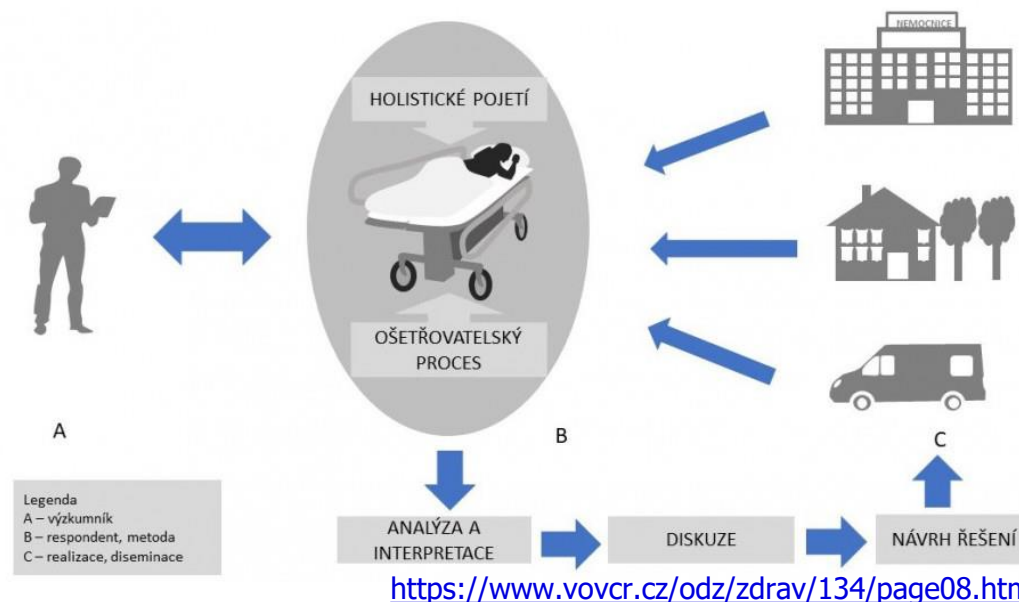 NEMOCNICE
HOLISTICKÉ POJETÍ
OŠETŘOVATELSKÝ
PROCES
A
B
C
Legenda
A – výzkumník
B – respondent, metoda
C – realizace, diseminace
ANALÝZA A
INTERPRETACE
DISKUZE
NÁVRH ŘEŠENÍ
https://www.vovcr.cz/odz/zdrav/134/page08.htm